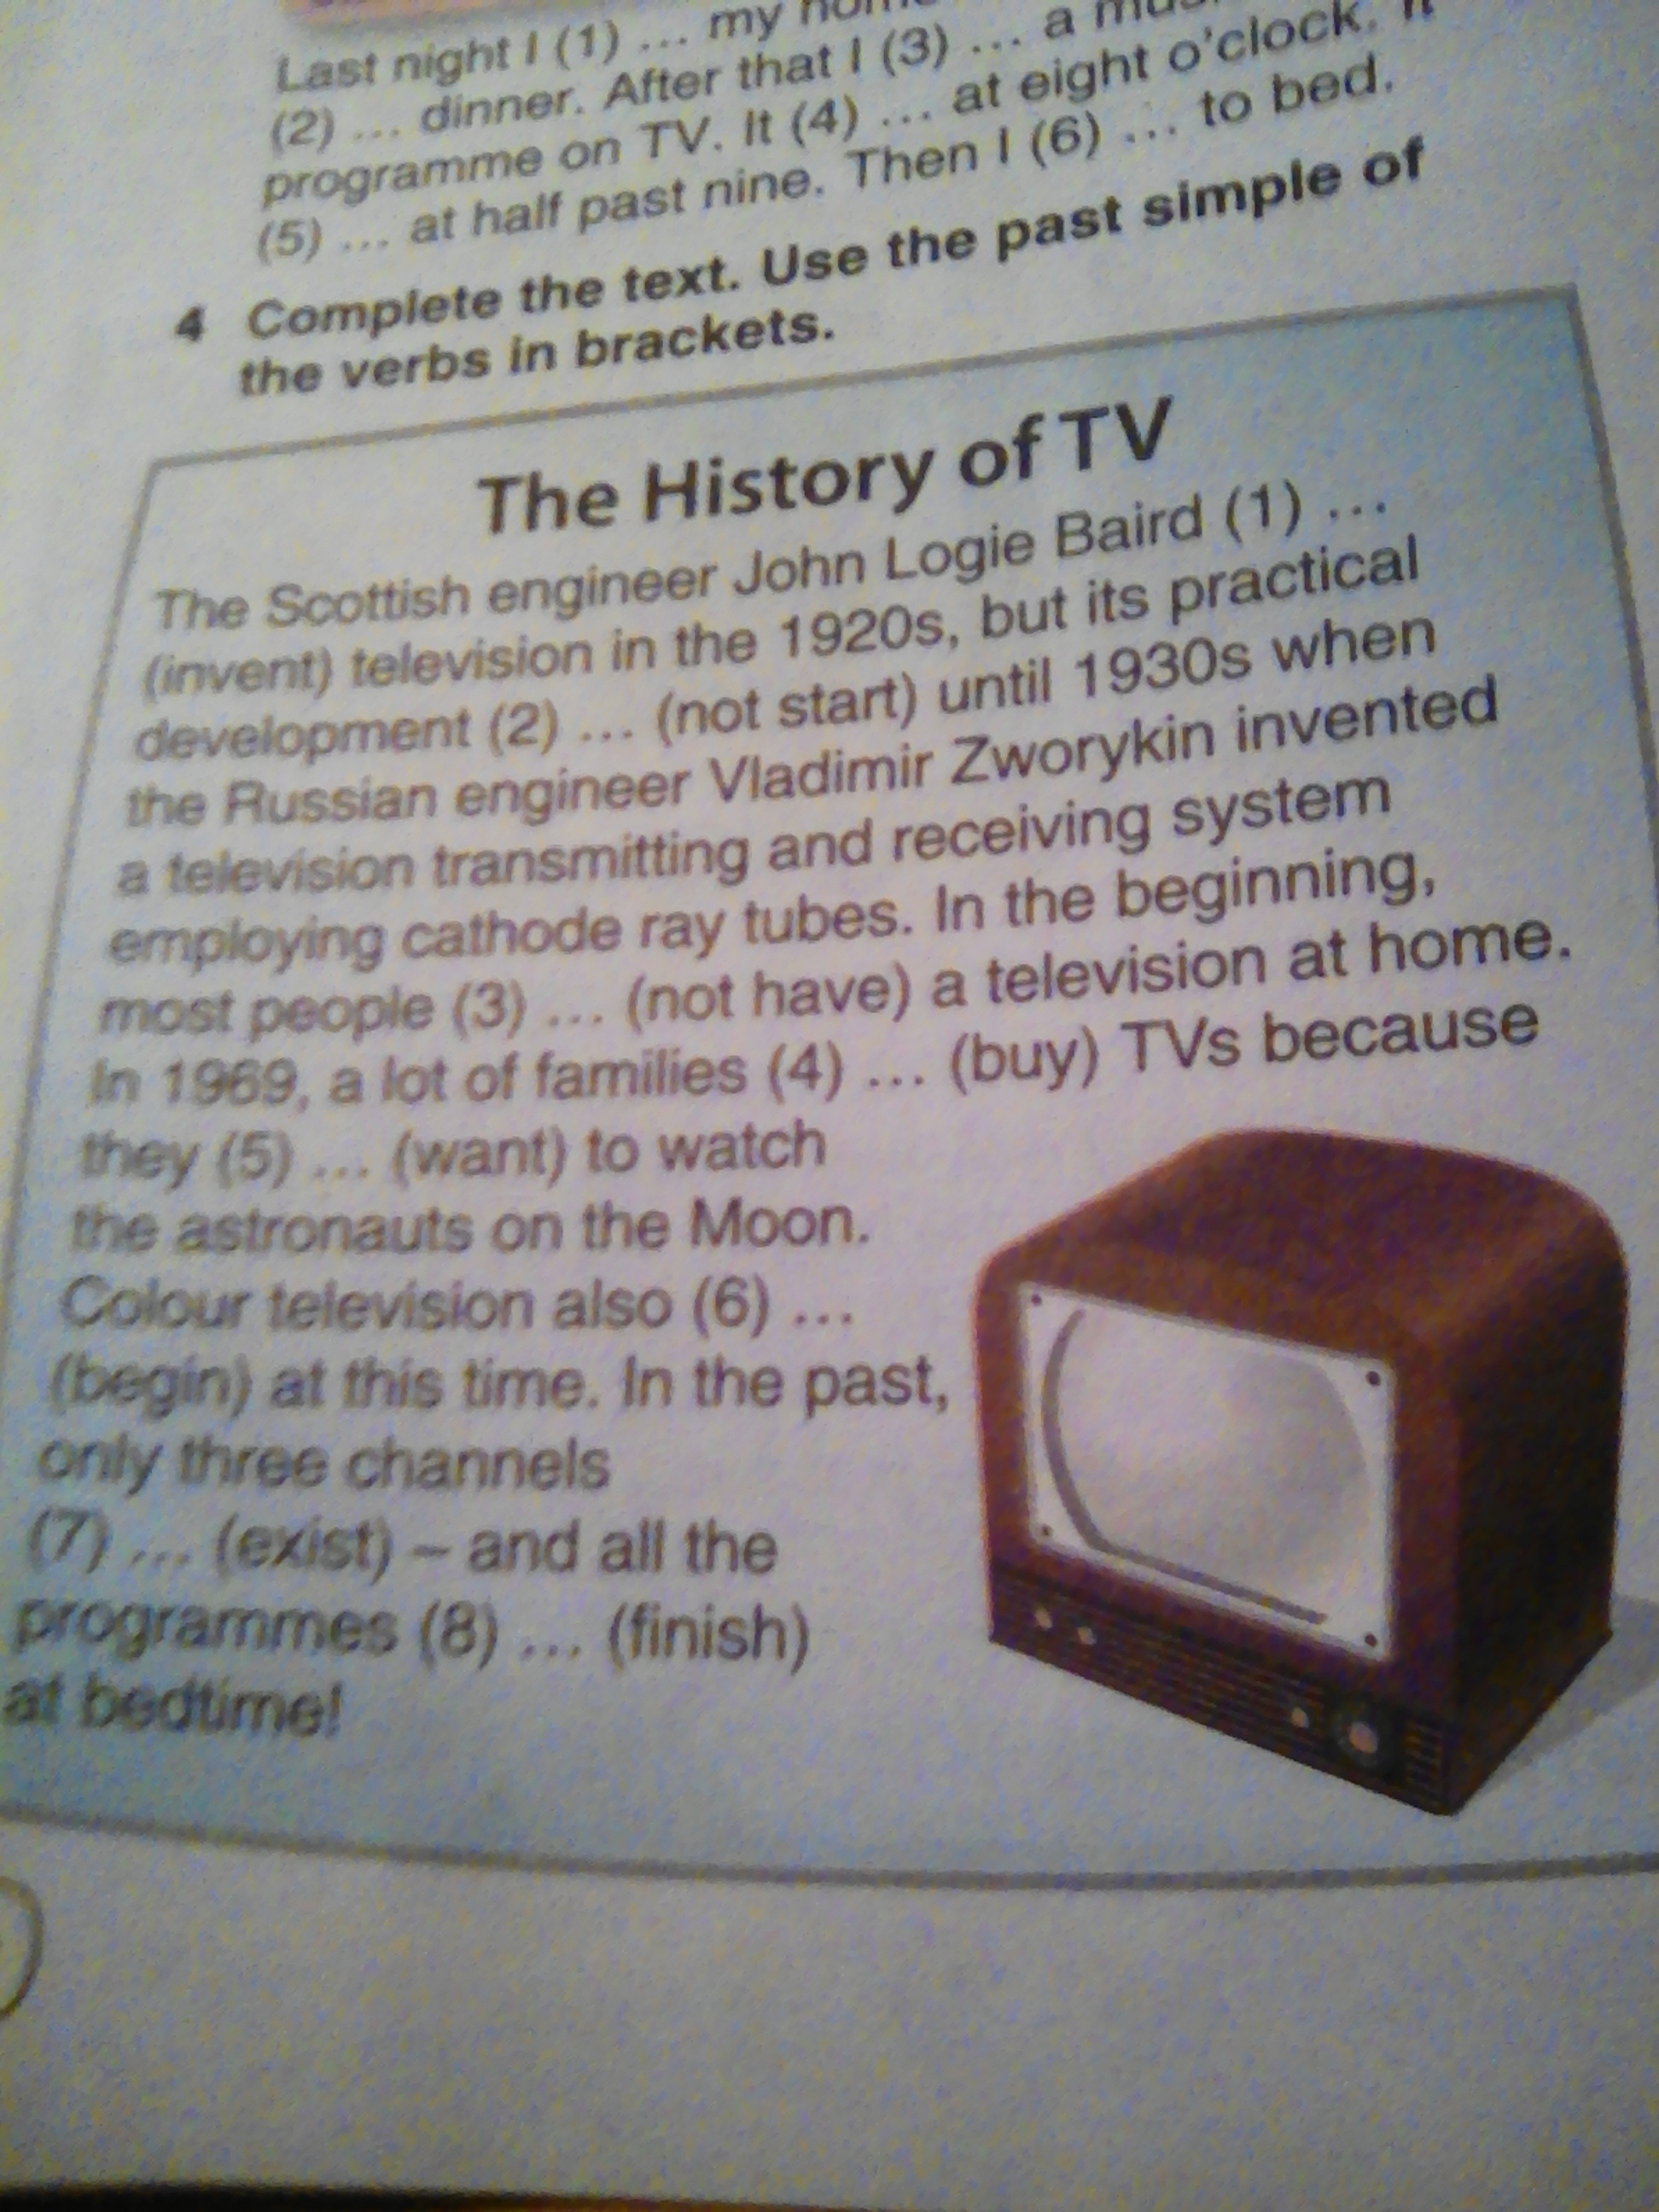 Last night I (1) ... my
(2) ... dinner. After that I (3) ... a
programme on TV. It (4) ... at eight o'clock. It
(5) ... at half past nine. Then I (6) ... to bed.
4 Complete the text. Use the past simple of
the verbs in brackets.
The History of TV
The Scottish engineer John Logie Baird (1) ...
(invent) television in the 1920s, but its practical
development (2) ... (not start) until 1930s when
the Russian engineer Vladimir Zworykin invented
a television transmitting and receiving system
employing cathode ray tubes. In the beginning,
most people (3) ... (not have) a television at home.
In 1969, a lot of families (4) ... (buy) TVs because
they (5) ... (want) to watch
the astronauts on the Moon.
Colour television also (6) ...
(begin) at this time. In the past,
only three channels
(7) ... (exist) – and all the
programmes (8) ... (finish)
at bedtime!